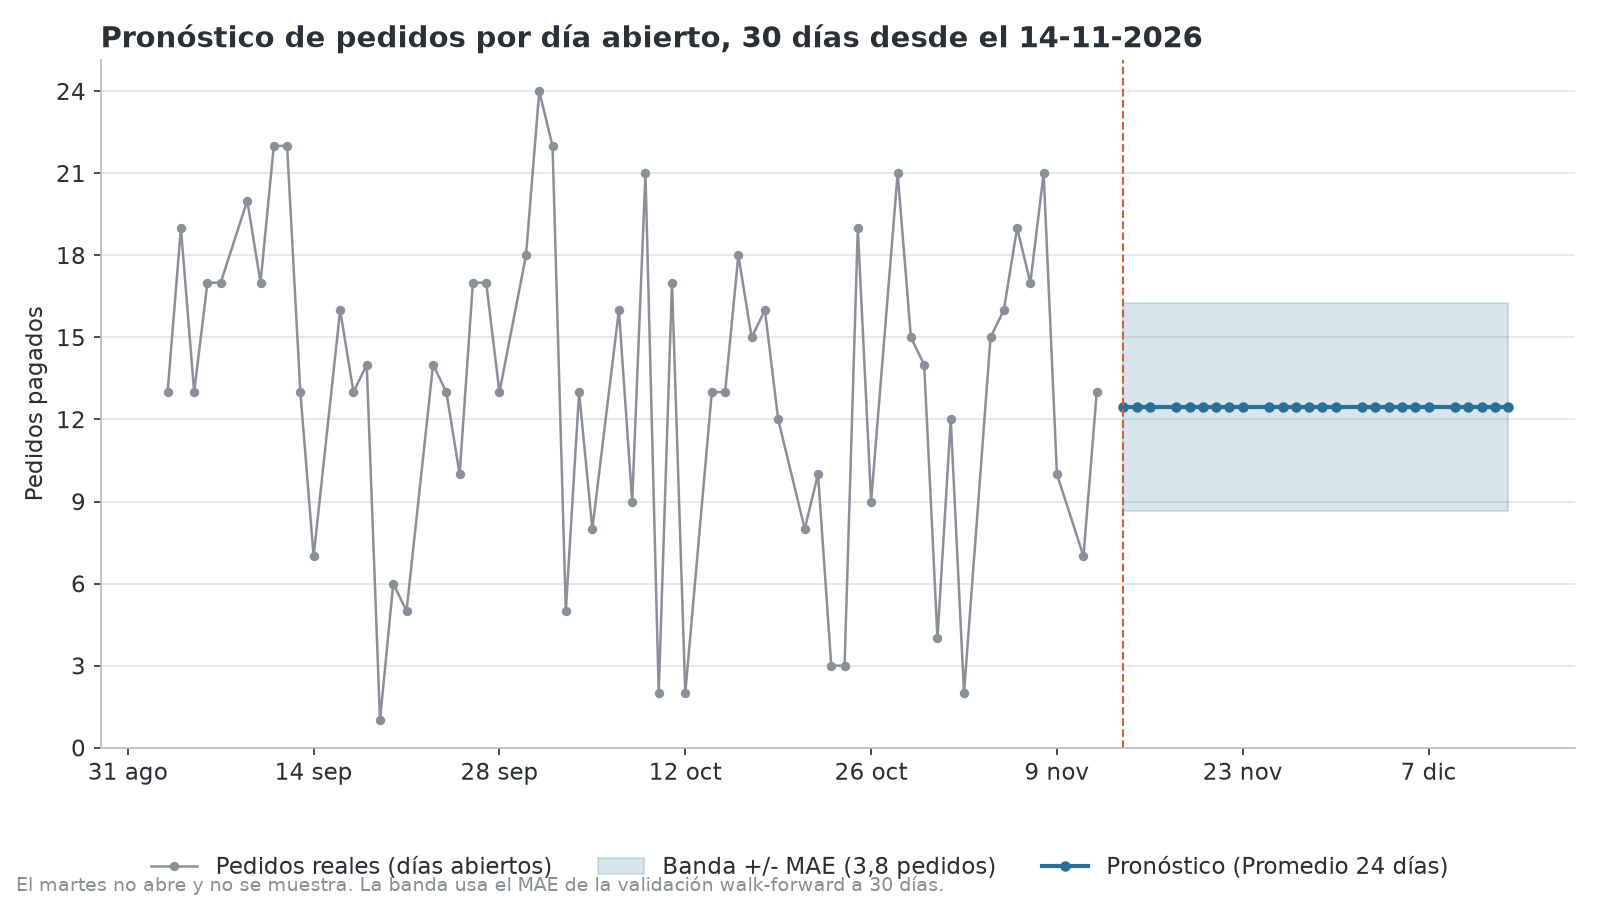 Pronóstico de pedidos por día abierto, 30 días desde el 14-11-2026
Pedidos pagados
24
21
18
15
12
9
6
3
0
31 ago
14 sep
28 sep
12 oct
26 oct
9 nov
23 nov
7 dic
Pedidos reales (días abiertos)
Banda +/- MAE (3,8 pedidos)
Pronóstico (Promedio 24 días)
El martes no abre y no se muestra. La banda usa el MAE de la validación walk-forward a 30 días.